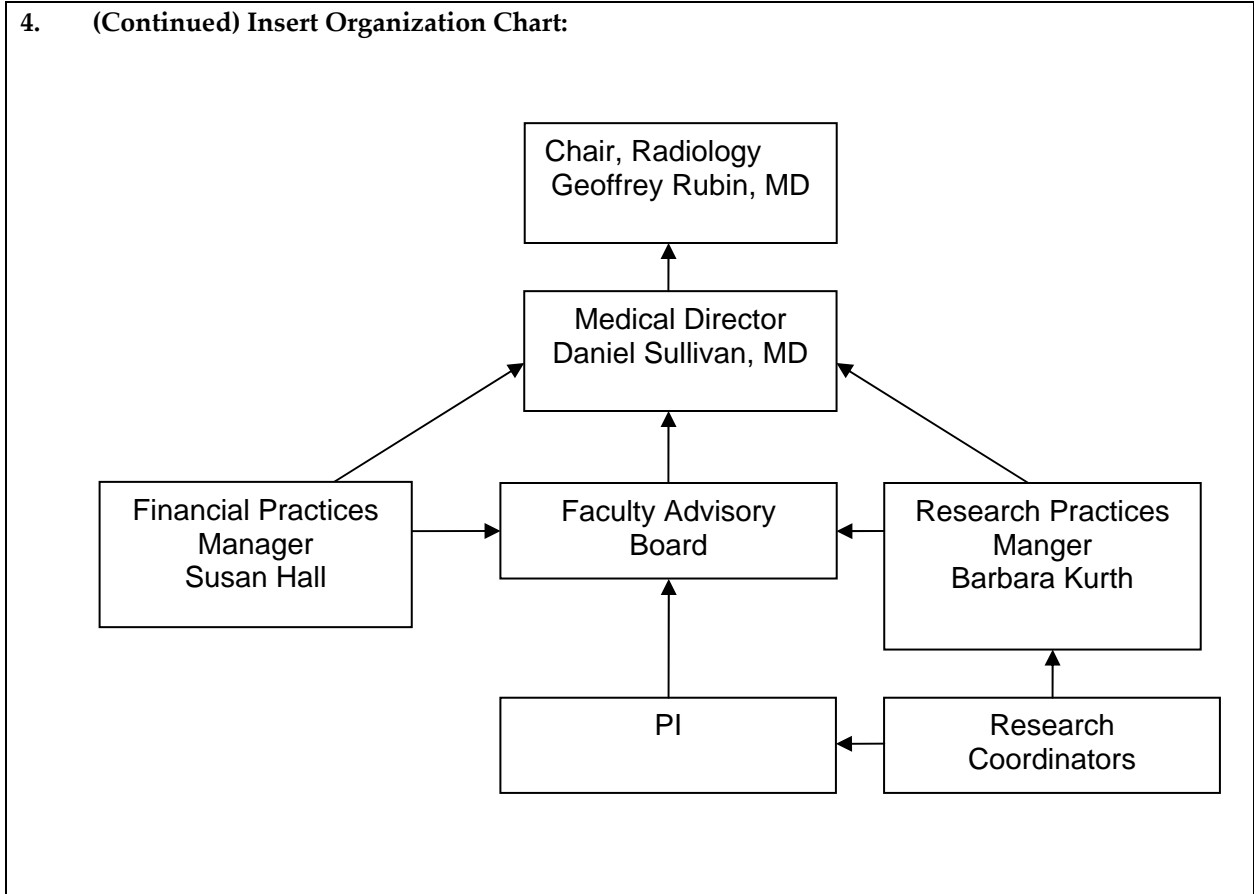 4. (Continued) Insert Organization Chart:
Chair, Radiology
Geoffrey Rubin, MD
Medical Director
Daniel Sullivan, MD
Financial Practices
Manager
Susan Hall
Faculty Advisory
Board
Research Practices
Manger
Barbara Kurth
PI
Research
Coordinators